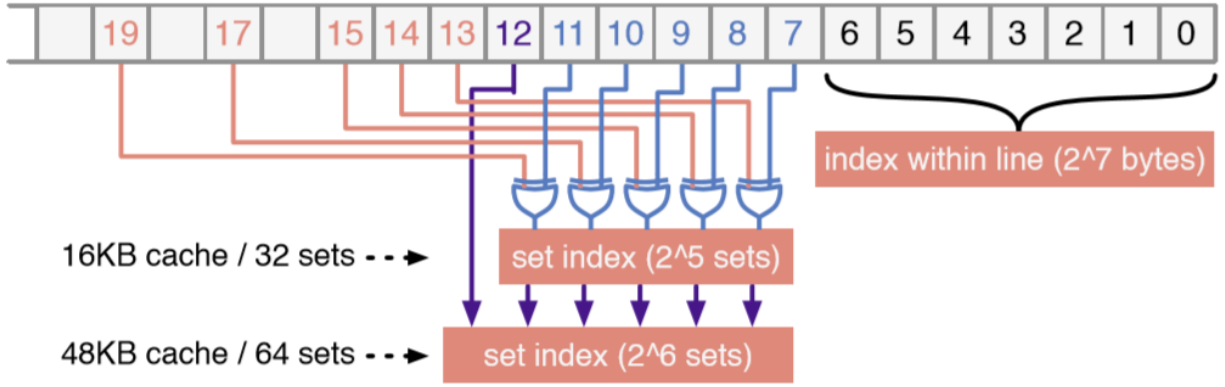 19 17 15 14 13 12 11 10 9 8 7 6 5 4 3 2 1 0
index within line (2^7 bytes)
16KB cache / 32 sets
set index (2^5 sets)
48KB cache / 64 sets
set index (2^6 sets)